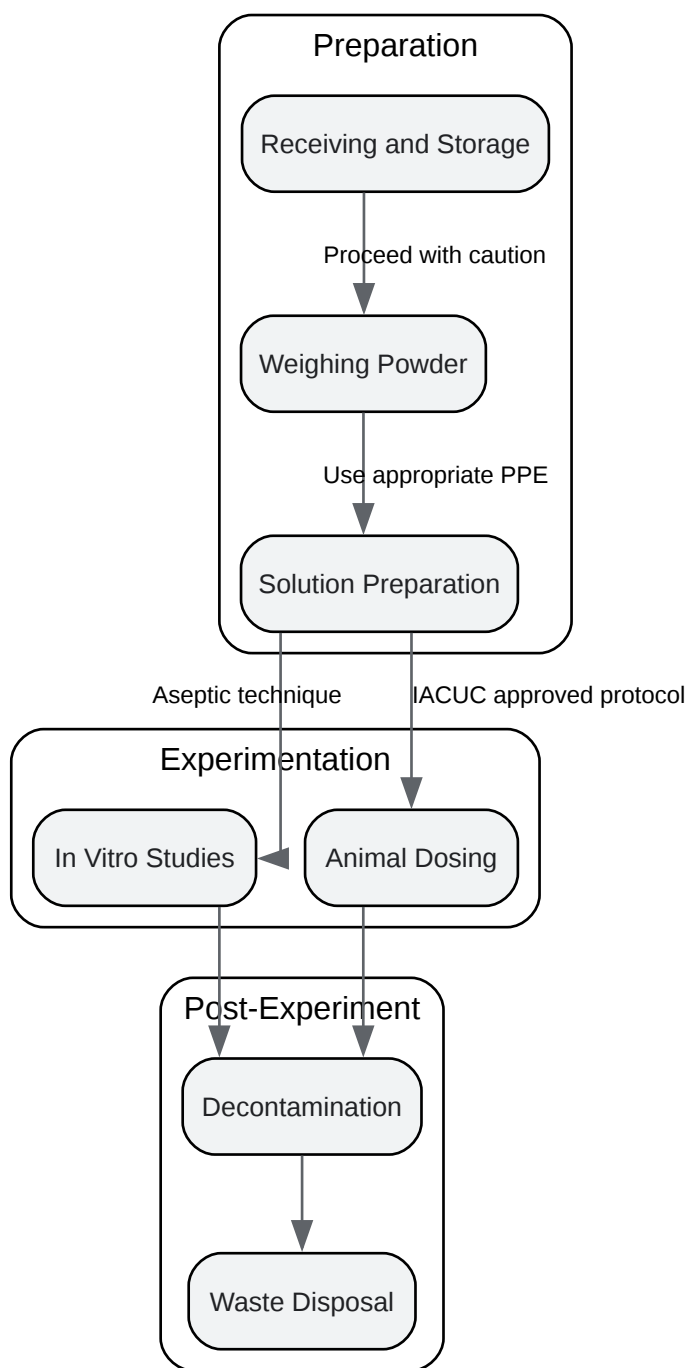 Preparation
Receiving and Storage
Proceed with caution
Weighing Powder
Use appropriate PPE
Solution Preparation
Aseptic technique
IACUC approved protocol
Experimentation
In Vitro Studies
Animal Dosing
Post-Experiment
Decontamination
Waste Disposal